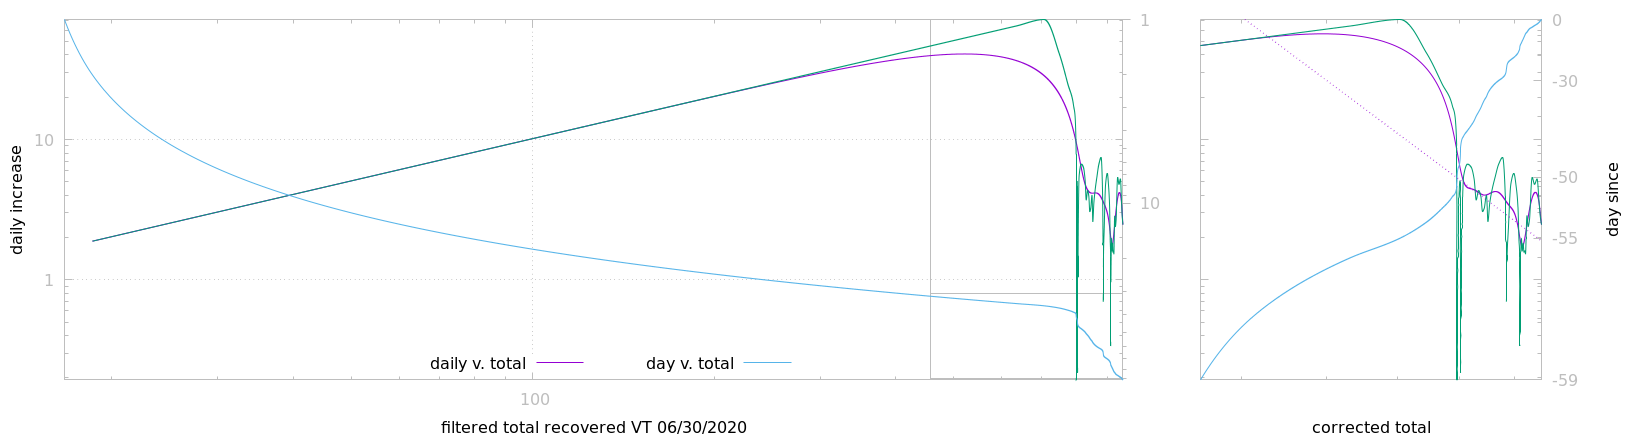 daily increase
10
1
1
10
daily v. total
day v. total
100
filtered total recovered VT 06/30/2020
0
-30
-50
-55
-59
day since
corrected total